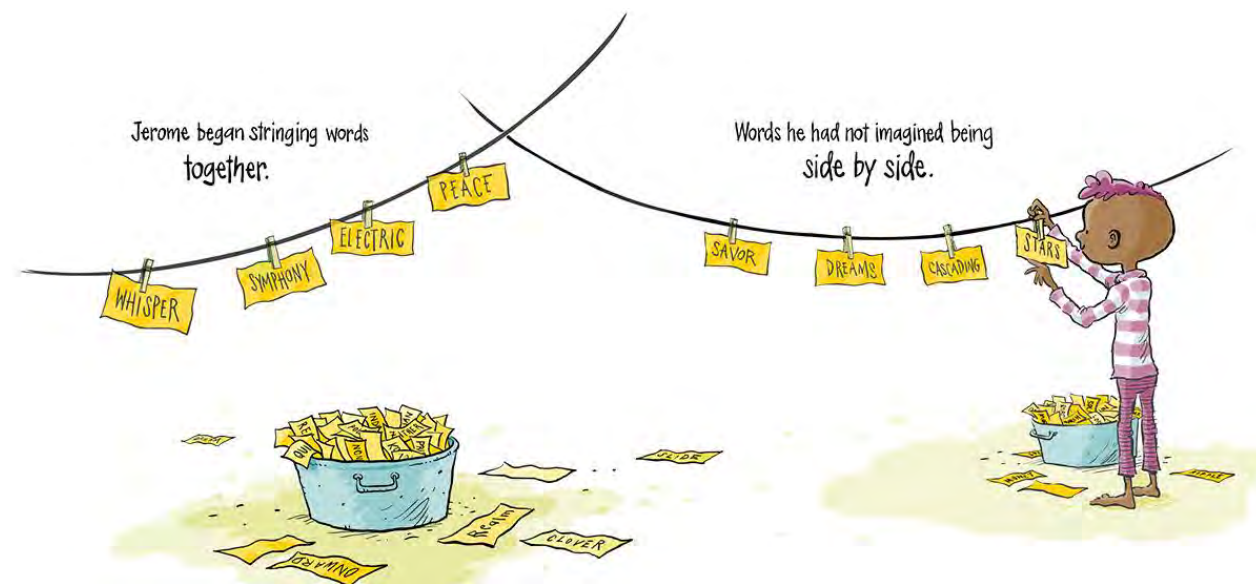 Jerome began stringing words
together.
Words he had not imagined being
side by side.
WHISPER
SYMPHONY
ELECTRIC
PEACE
SAVOR
DREAMS
CASCADING
STARS
SLIDE
Realm
CLOVER
ONWARD